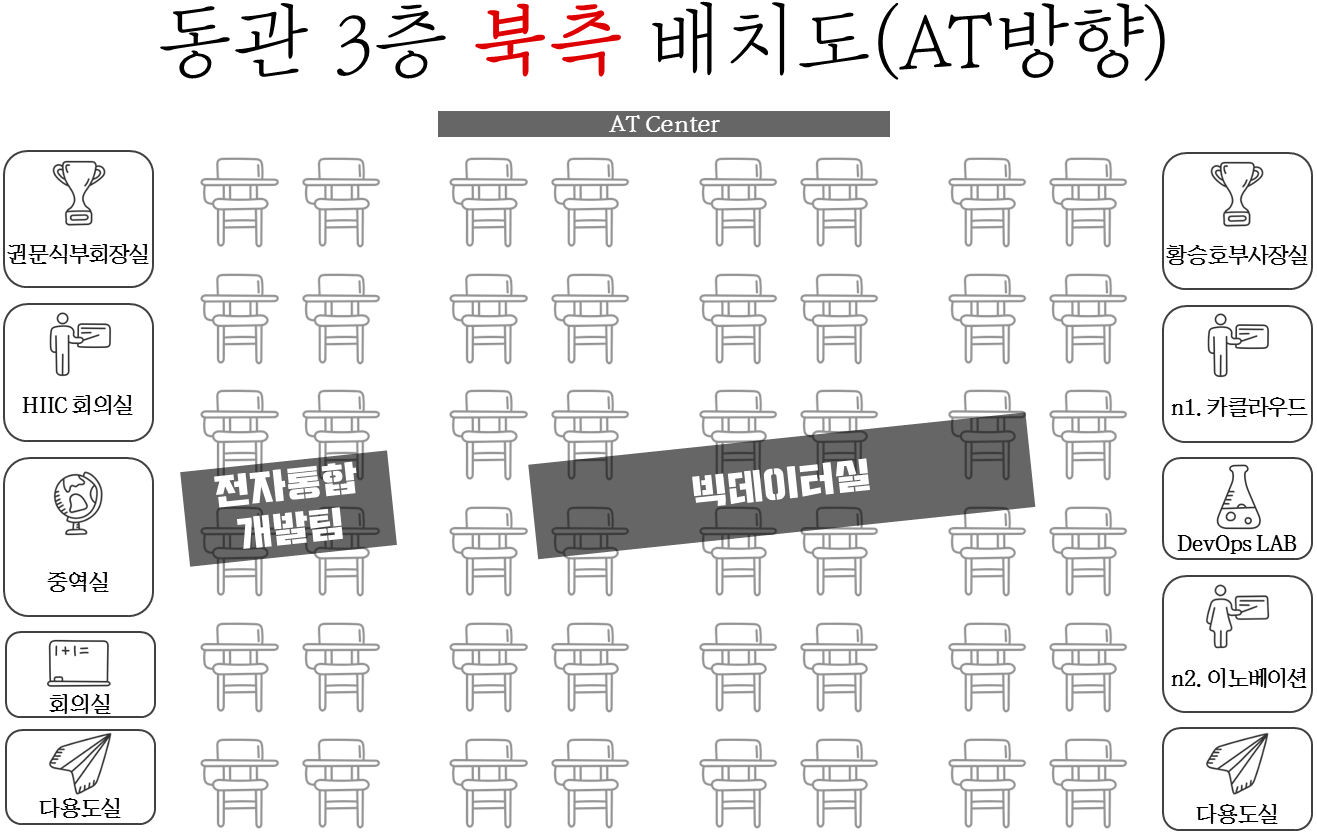 동관 3층 북측 배치도(AT방향)
AT Center
권문식부회장실
황승호부사장실
HIIC 회의실
n1. 카클라우드
전자통합
개발팀
빅데이터실
중역실
DevOps LAB
1+1=
회의실
n2. 이노베이션
다용도실
다용도실